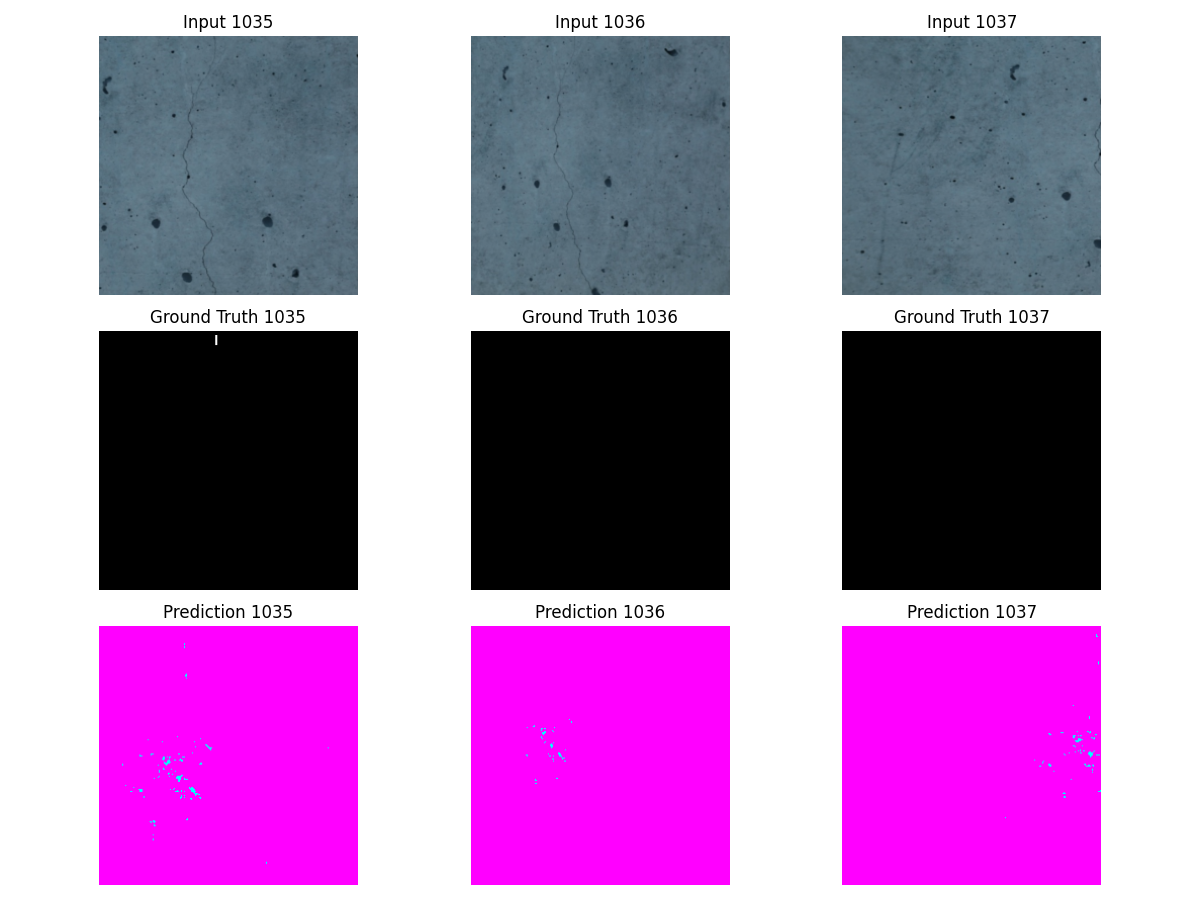 Input 1035
Input 1036
Input 1037
Ground Truth 1035
Ground Truth 1036
Ground Truth 1037
Prediction 1035
Prediction 1036
Prediction 1037